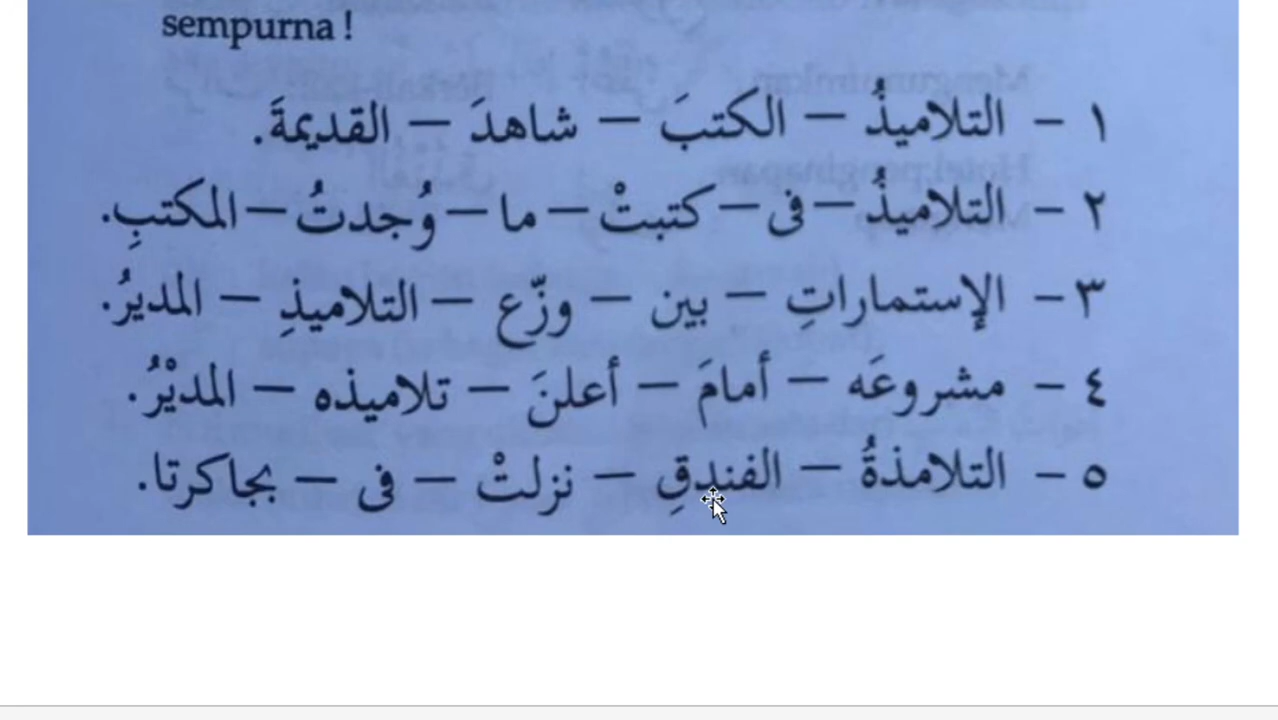 sempurna !
١ – التلاميذُ – الكتبَ – شاهدَ – القديمةَ.
٢ – التلاميذُ – فى – كتبتْ – ما – وُجدتُ – المكتبِ.
٣ – الإستماراتِ – بين – وزّع – التلاميذِ – المديرُ.
٤ – مشروعَه – أمامَ – أعلنَ – تلاميذه – المديْرُ.
٥ – التلامذةُ – الفندقِ – نزلتْ – فى – بجاكرتا.